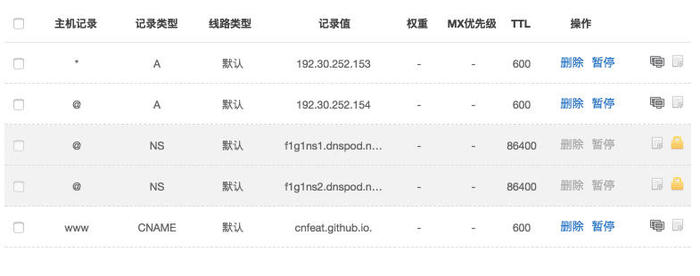 主机记录 记录类型 线路类型 记录值 权重 MX优先级 TTL 操作
* A 默认 192.30.252.153 - - 600 删除 暂停
@ A 默认 192.30.252.154 - - 600 删除 暂停
@ NS 默认 f1g1ns1.dnspod.n... - - 86400 删除 暂停
@ NS 默认 f1g1ns2.dnspod.n... - - 86400 删除 暂停
www CNAME 默认 cnfeat.github.io. - - 600 删除 暂停